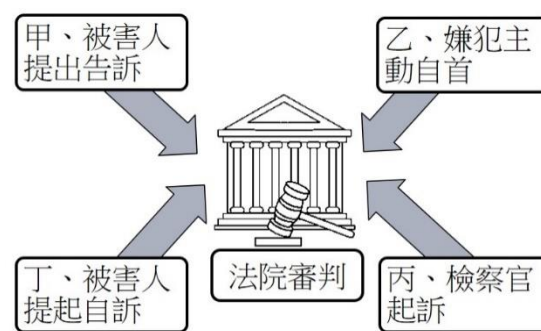 甲、被害人
提出告訴
乙、嫌犯主
動自首
丁、被害人
提起自訴
法院審判
丙、檢察官
起訴